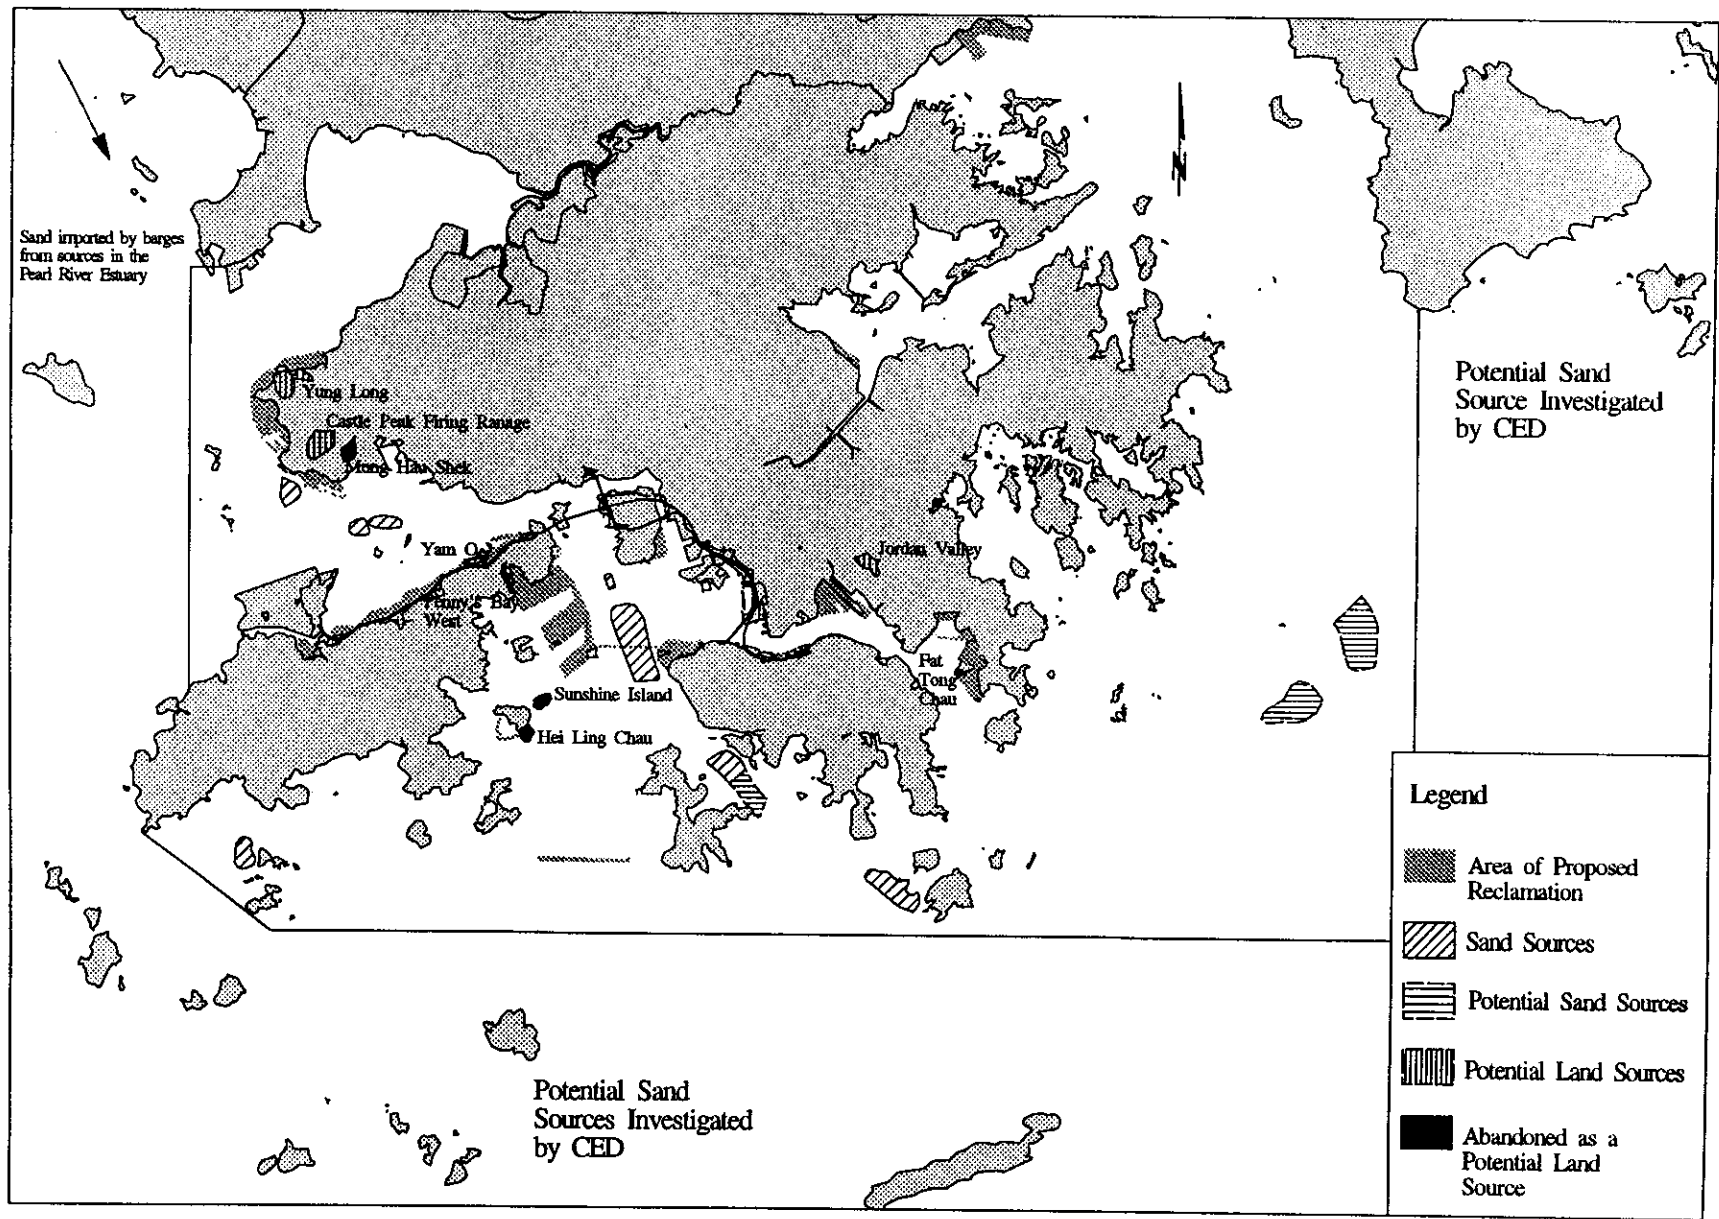 N
Sand imported by barges
from sources in the
Pearl River Estuary
Yung Long
Castle Peak Firing Ranage
Mong Hau Shek
Yam O
Penny's Bay
West
Jordan Valley
Fat
Tong
Chau
Sunshine Island
Hei Ling Chau
Potential Sand
Source Investigated
by CED
Potential Sand
Sources Investigated
by CED
Legend
Area of Proposed
Reclamation
Sand Sources
Potential Sand Sources
Potential Land Sources
Abandoned as a
Potential Land
Source